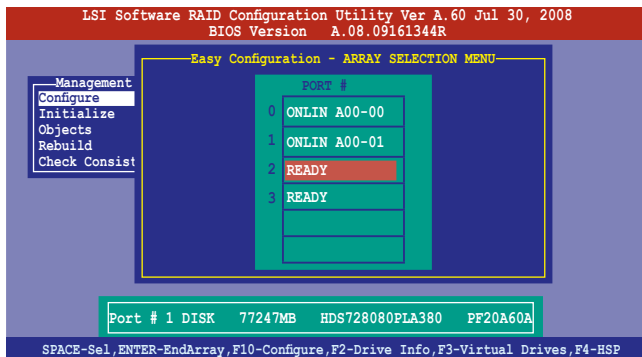 LSI Software RAID Configuration Utility Ver A.60 Jul 30, 2008
BIOS Version A.08.09161344R
Easy Configuration - ARRAY SELECTION MENU
Management
Configure
Initialize
Objects
Rebuild
Check Consist
PORT #
0 ONLIN A00-00
1 ONLIN A00-01
2 READY
3 READY
Port # 1 DISK 77247MB HDS728080PLA380 PF20A60A
SPACE-Sel,ENTER-EndArray,F10-Configure,F2-Drive Info,F3-Virtual Drives,F4-HSP